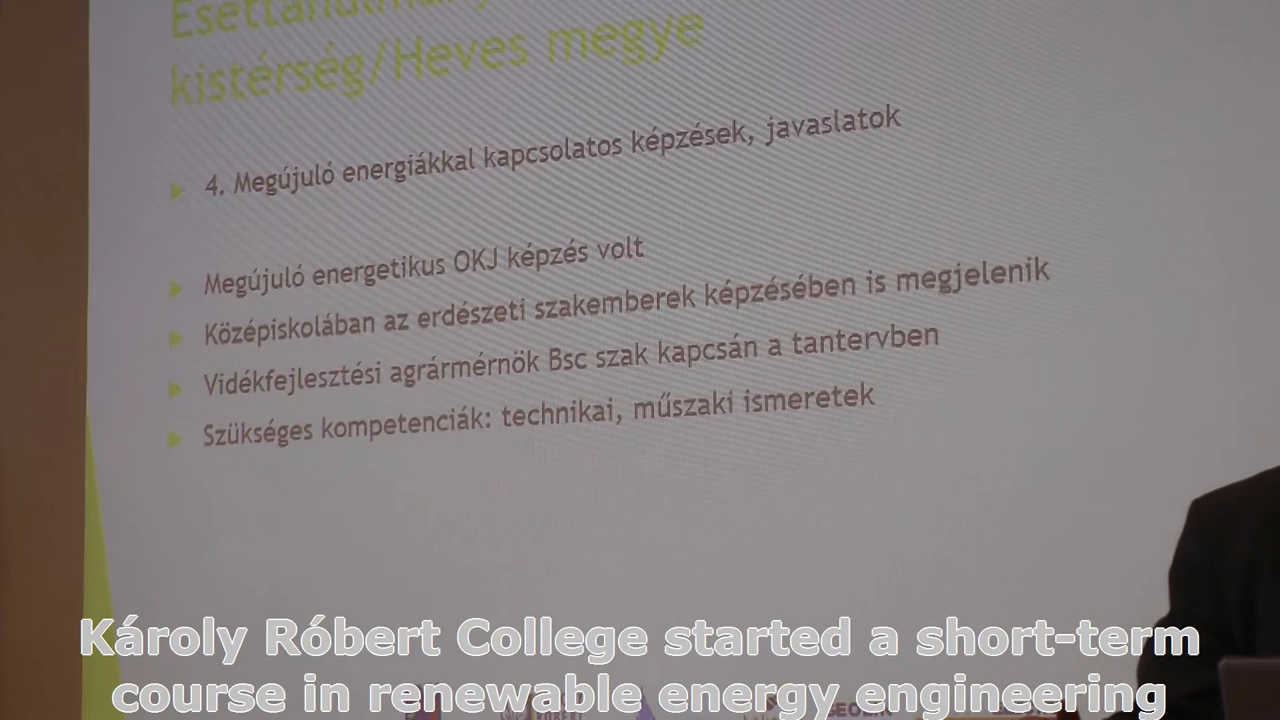 Esettanulmány
kistérség/Heves megye
4. Megújuló energiákkal kapcsolatos képzések, javaslatok
Megújuló energetikus OKJ képzés volt
Középiskolában az erdészeti szakemberek képzésében is megjelenik
Vidékfejlesztési agrármérnök Bsc szak kapcsán a tantervben
Szükséges kompetenciák: technikai, műszaki ismeretek
Károly Róbert College started a short-term
course in renewable energy engineering
RÓBERT